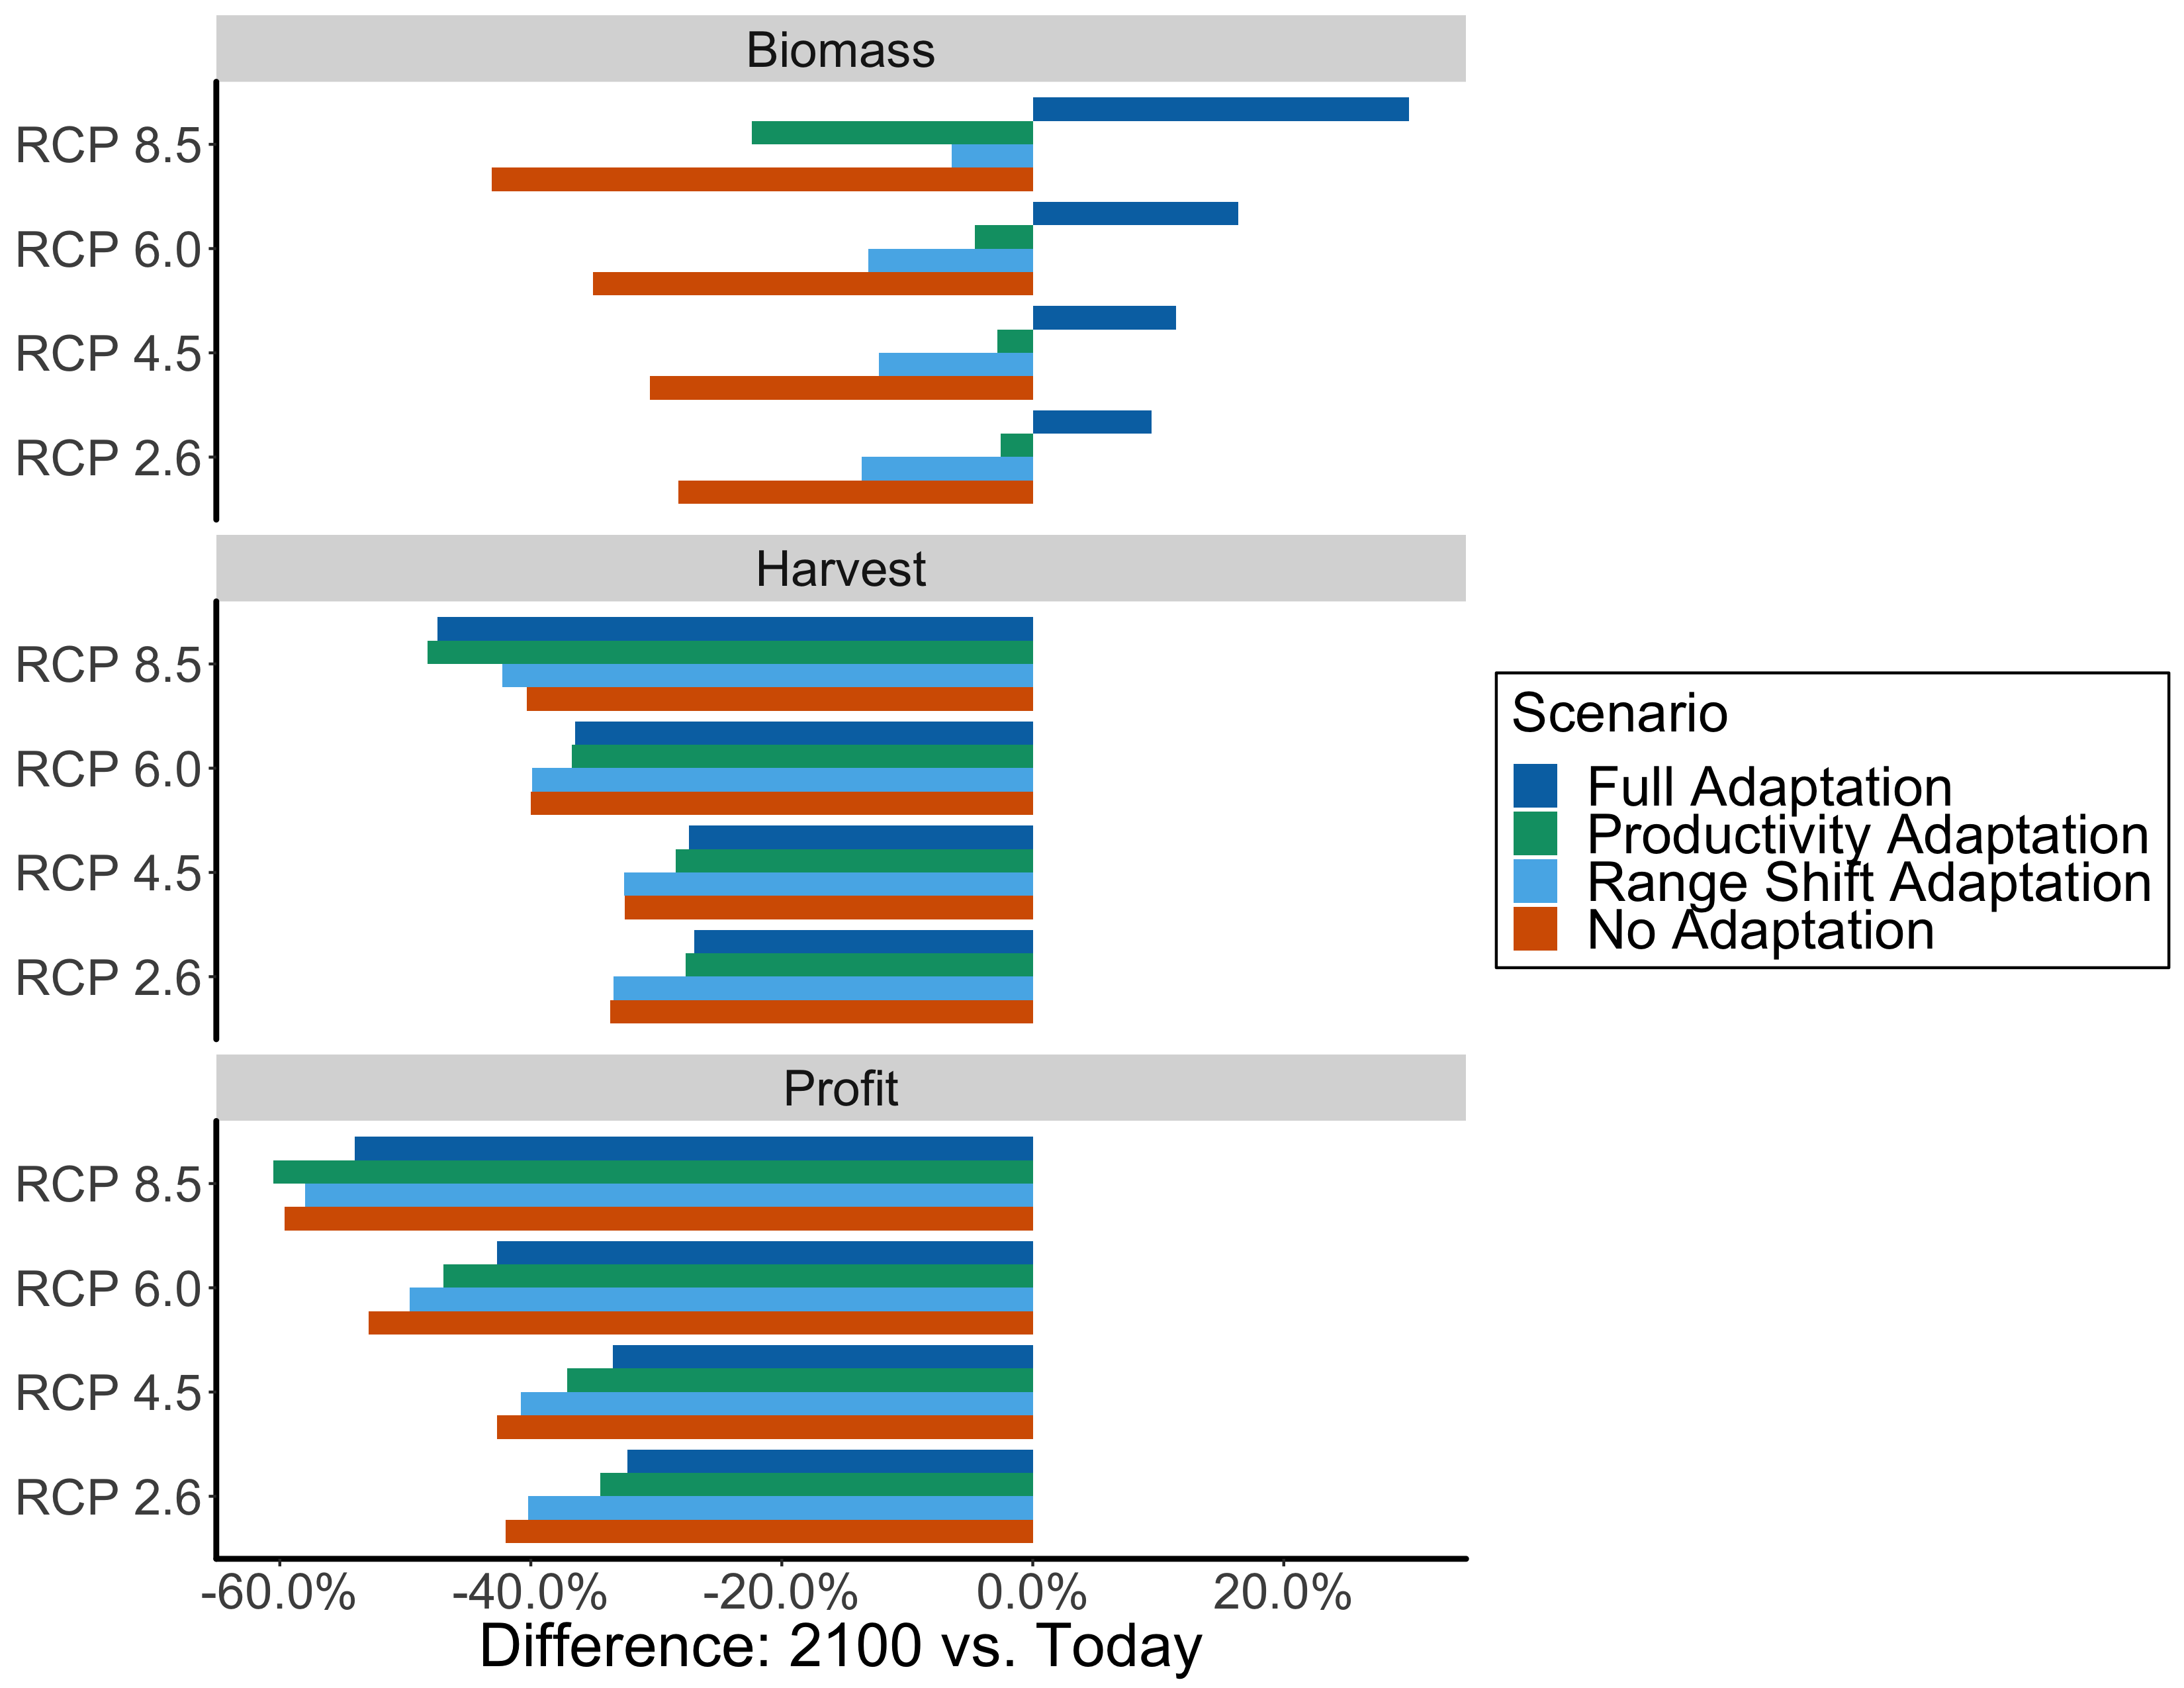 Biomass
RCP 8.5
RCP 6.0
RCP 4.5
RCP 2.6
Harvest
RCP 8.5
RCP 6.0
RCP 4.5
RCP 2.6
Profit
RCP 8.5
RCP 6.0
RCP 4.5
RCP 2.6
-60.0% -40.0% -20.0% 0.0% 20.0%
Difference: 2100 vs. Today
Scenario
Full Adaptation
Productivity Adaptation
Range Shift Adaptation
No Adaptation